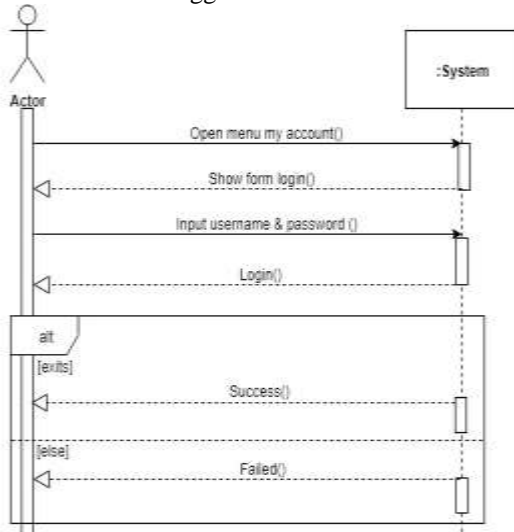 Actor
:System
Open menu my account()
Show form login()
Input username & password ()
Login()
alt
[exits]
Success()
[else]
Failed()